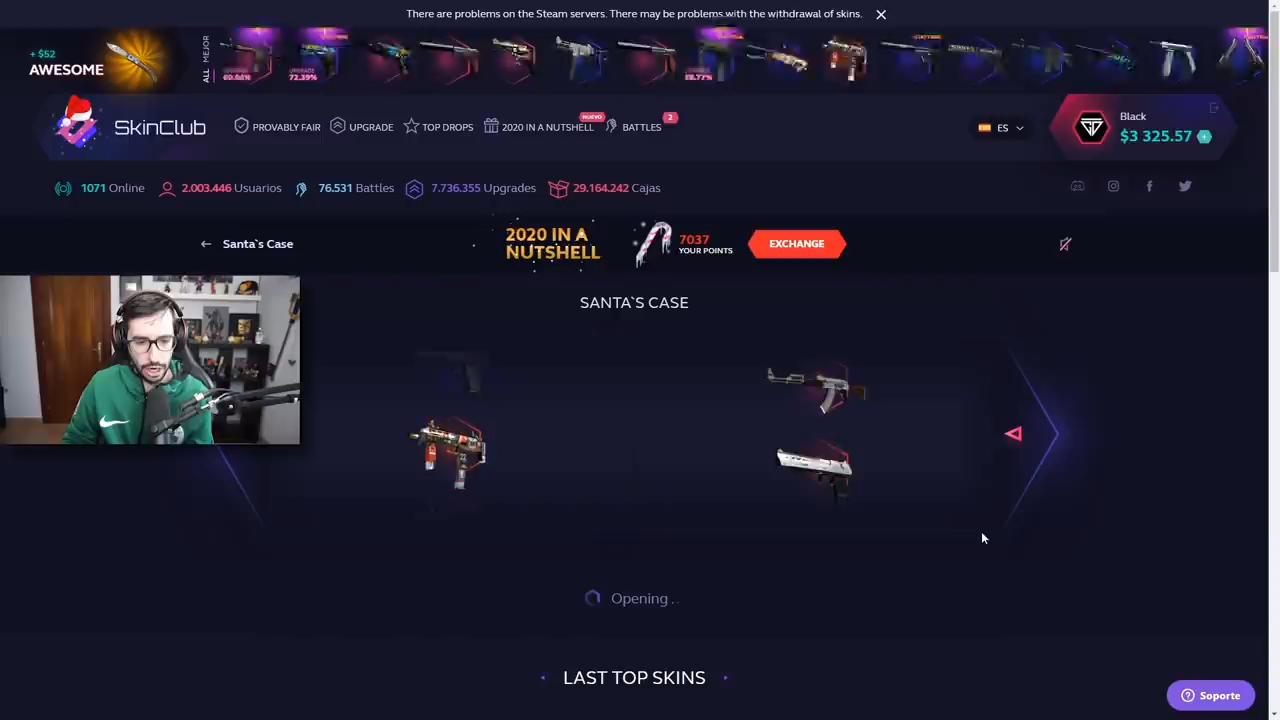 There are problems on the Steam servers. There may be problems with the withdrawal of skins.
+ $52
AWESOME
ALL MEJOR
72.39%
SkinClub
PROVABLY FAIR
UPGRADE
TOP DROPS
2020 IN A NUTSHELL
NUEVO
BATTLES
2
ES
Black
$3 325.57
1071 Online
2.003.446 Usuarios
76.531 Battles
7.736.355 Upgrades
29.164.242 Cajas
Santa`s Case
2020 IN A
NUTSHELL
7037
YOUR POINTS
EXCHANGE
SANTA`S CASE
Opening . .
LAST TOP SKINS
Soporte